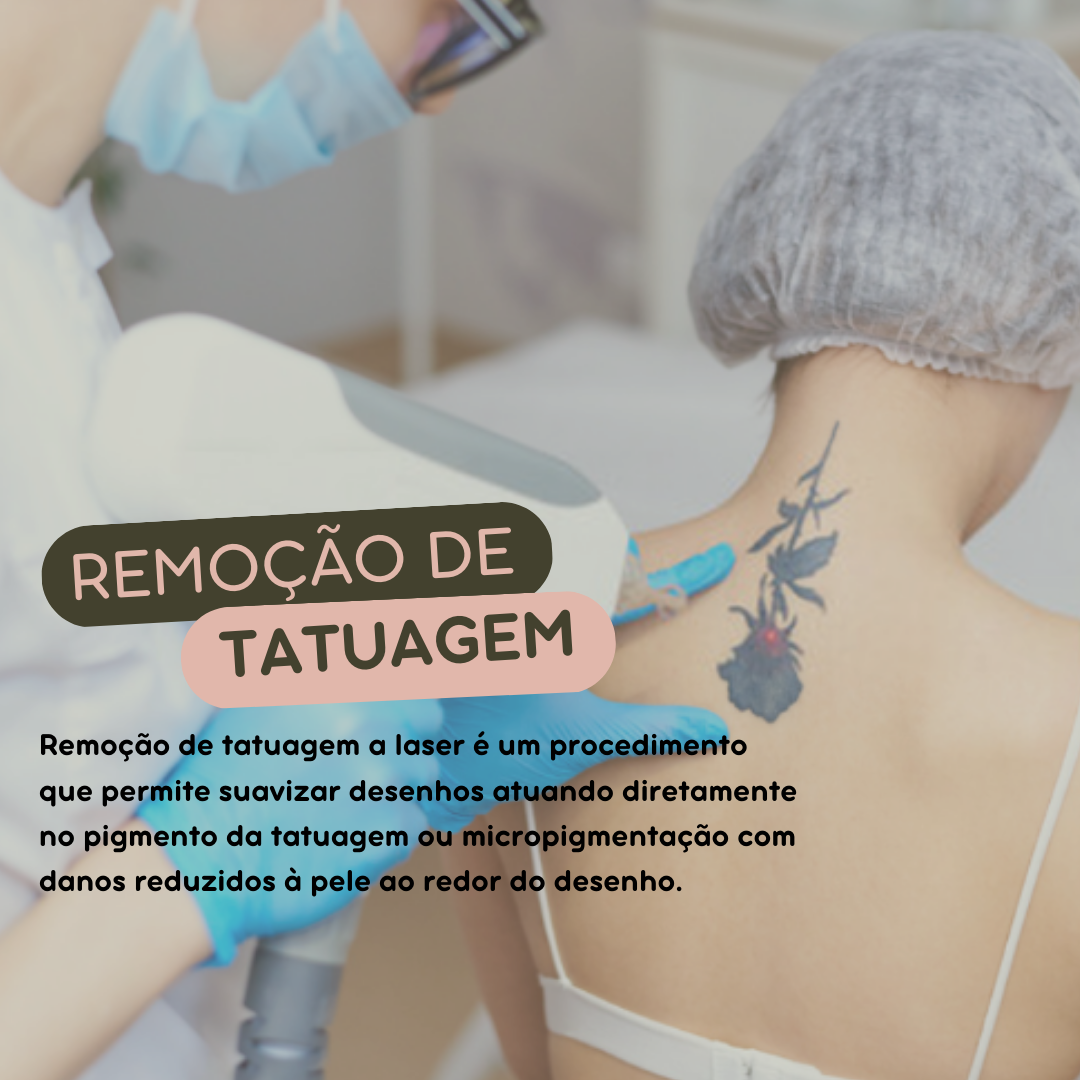 REMOÇÃO DE
TATUAGEM
Remoção de tatuagem a laser é um procedimento
que permite suavizar desenhos atuando diretamente
no pigmento da tatuagem ou micropigmentação com
danos reduzidos à pele ao redor do desenho.